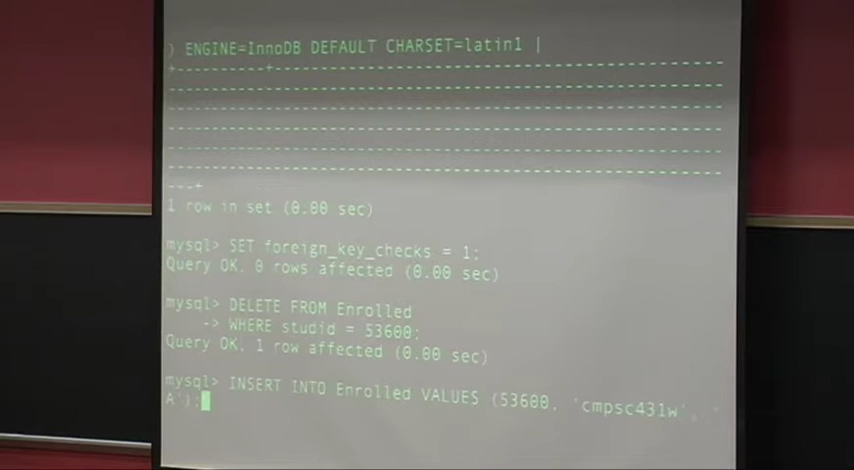 ) ENGINE=InnoDB DEFAULT CHARSET=latin1 |
+-----------+-----------------------------------------------------------
--------------------------------------------------------------------------
--------------------------------------------------------------------------
--------------------------------------------------------------------------
--------------------------------------------------------------------------
--------------------------------------------------------------------------
---+
1 row in set (0.00 sec)
mysql> SET foreign_key_checks = 1;
Query OK, 0 rows affected (0.00 sec)
mysql> DELETE FROM Enrolled
-> WHERE studid = 53600;
Query OK, 1 row affected (0.00 sec)
mysql> INSERT INTO Enrolled VALUES (53600, 'cmpsc431w', '
A');